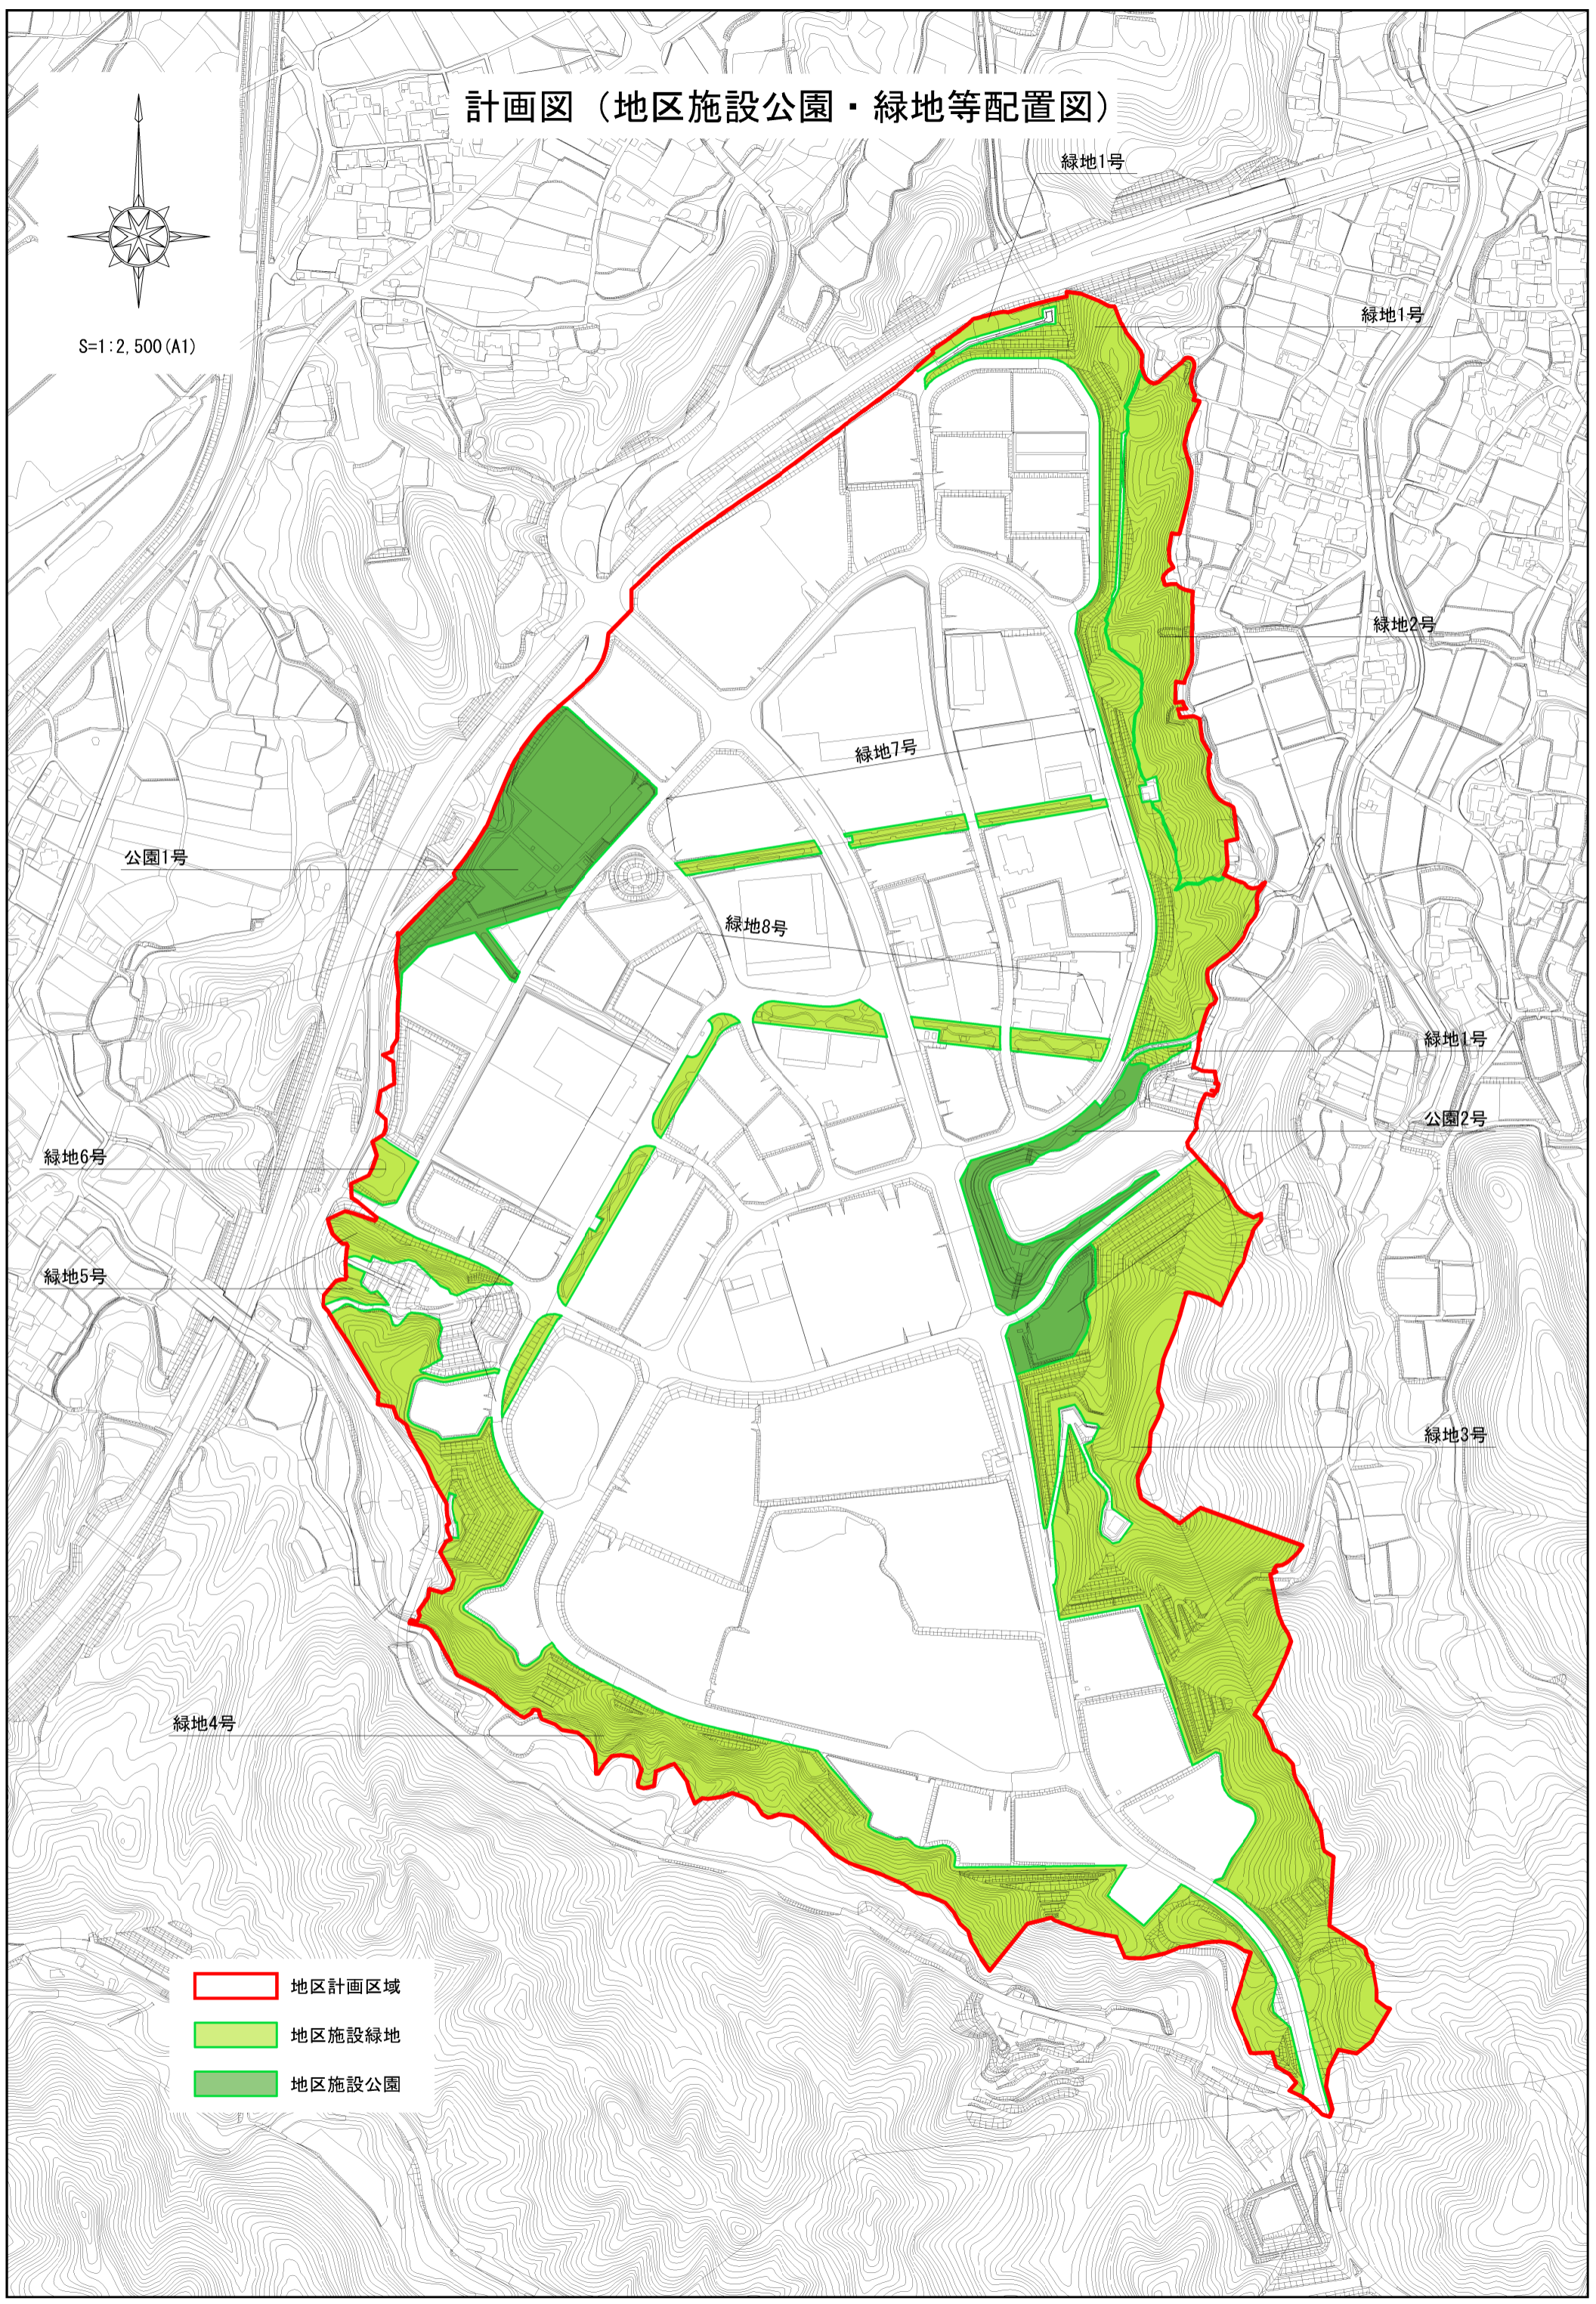 計画図（地区施設公園・緑地等配置図）
緑地1号
緑地1号
S=1:2,500(A1)
緑地2号
緑地7号
公園1号
緑地8号
緑地1号
公園2号
緑地6号
緑地5号
緑地3号
緑地4号
地区計画区域
地区施設緑地
地区施設公園